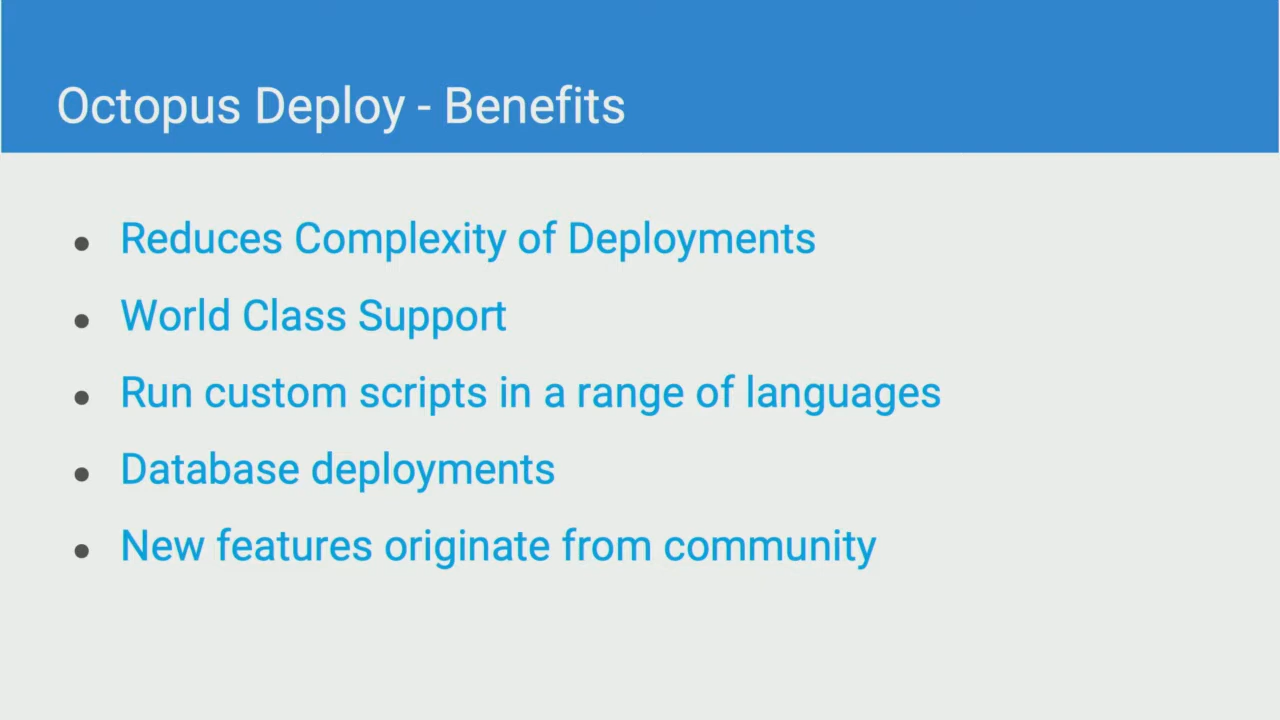 Octopus Deploy - Benefits
● Reduces Complexity of Deployments
● World Class Support
● Run custom scripts in a range of languages
● Database deployments
● New features originate from community